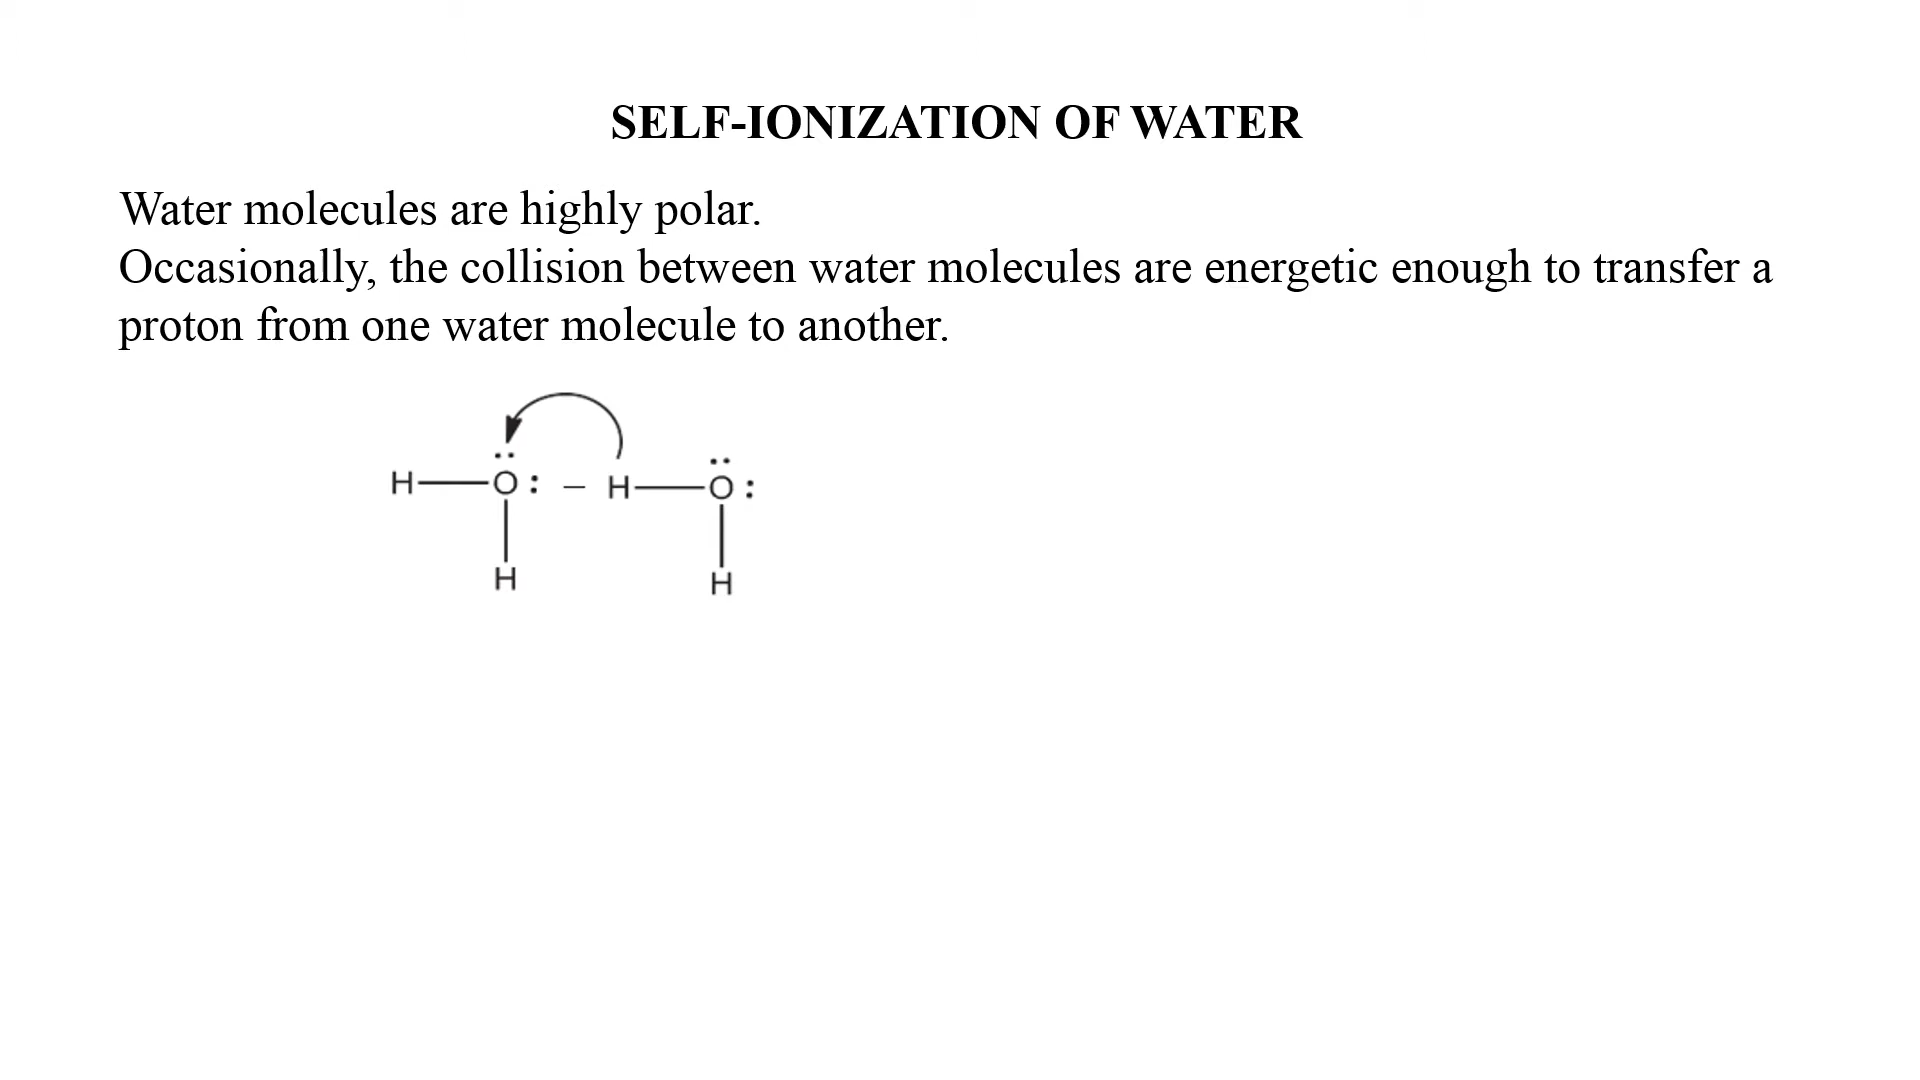 SELF-IONIZATION OF WATER
Water molecules are highly polar.
Occasionally, the collision between water molecules are energetic enough to transfer a
proton from one water molecule to another.
H—O: – H—O:
H H